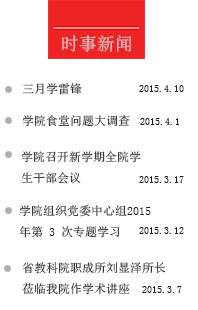 时事新闻
三月学雷锋 2015.4.10
学院食堂问题大调查 2015.4.1
学院召开新学期全院学
生干部会议 2015.3.17
学院组织党委中心组2015
年第 3 次专题学习 2015.3.12
省教科院职成所刘显泽所长
莅临我院作学术讲座 2015.3.7